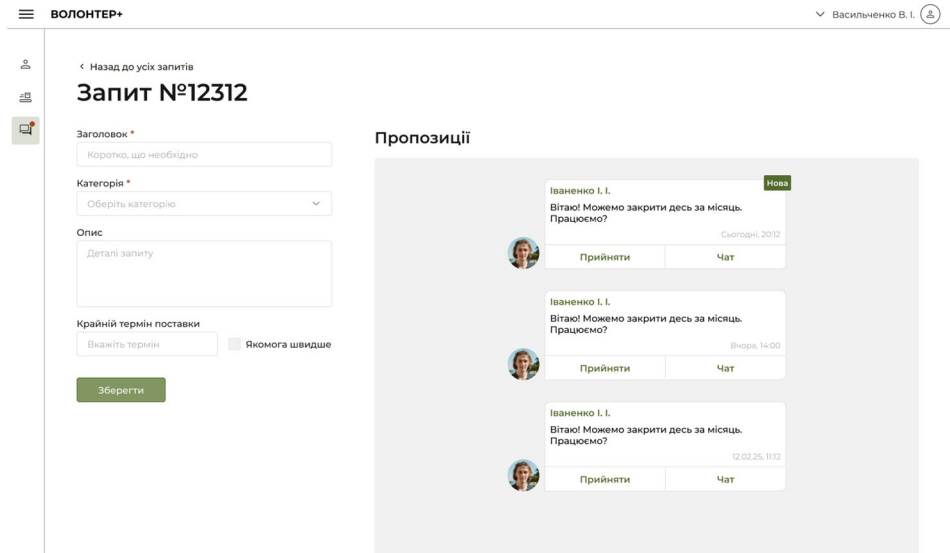 ВОЛОНТЕР+
Васильченко В. І.
Назад до усіх запитів
Запит №12312
Заголовок *
Коротко, що необхідно
Категорія *
Оберіть категорію
Опис
Деталі запиту
Крайній термін поставки
Вкажіть термін
Якомога швидше
Зберегти
Пропозиції
Нова
Іваненко І. І.
Вітаю! Можемо закрити десь за місяць.
Працюємо?
Сьогодні, 20:12
Прийняти
Чат
Іваненко І. І.
Вітаю! Можемо закрити десь за місяць.
Працюємо?
Вчора, 14:00
Прийняти
Чат
Іваненко І. І.
Вітаю! Можемо закрити десь за місяць.
Працюємо?
12.02.25, 11:12
Прийняти
Чат